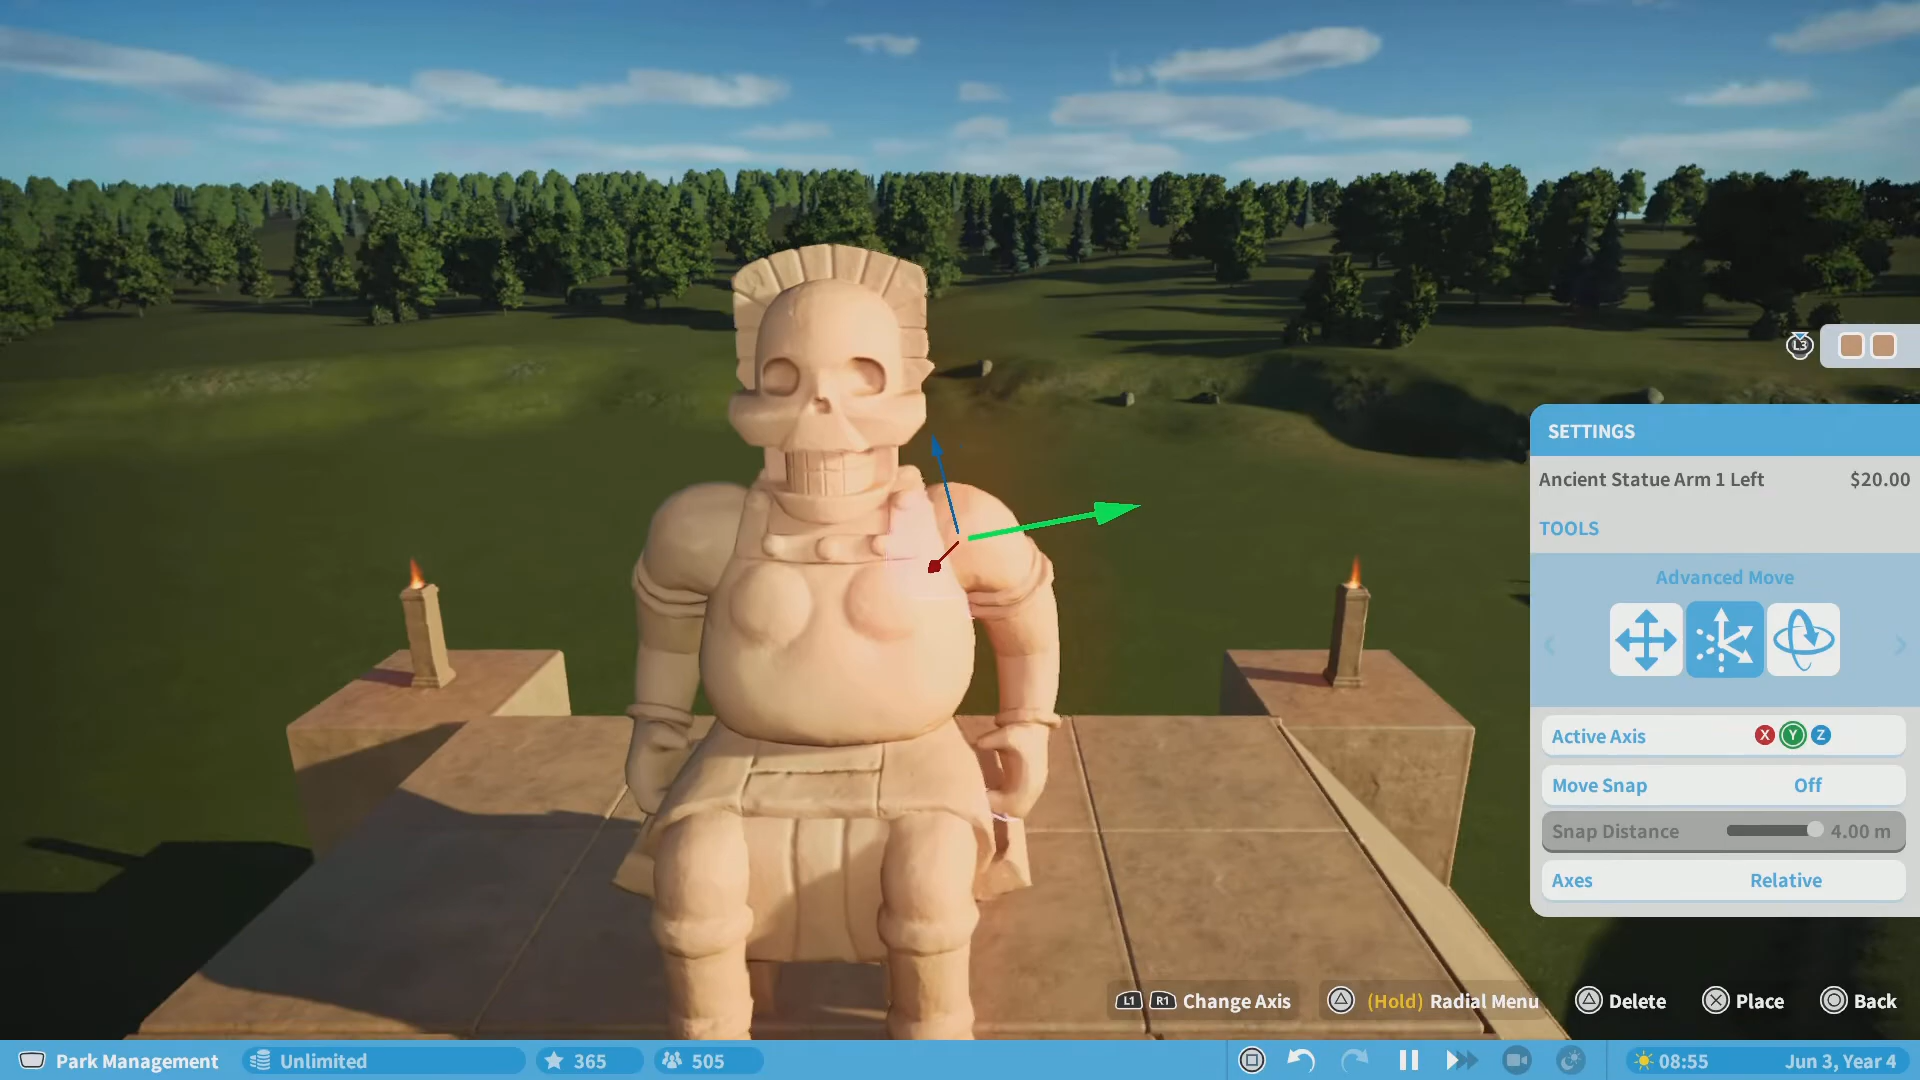 L3
SETTINGS
Ancient Statue Arm 1 Left $20.00
TOOLS
Advanced Move
Active Axis X Y Z
Move Snap Off
Snap Distance 4.00 m
Axes Relative
L1 R1 Change Axis (Hold) Radial Menu Delete Place Back
Park Management Unlimited 365 505 08:55 Jun 3, Year 4